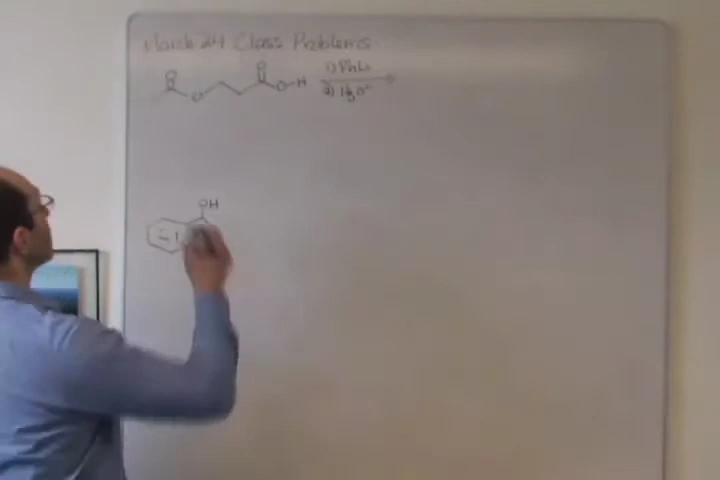 March 24 Class Problems
O O
O O-H
1) PhLi
2) H₃O⁺
OH